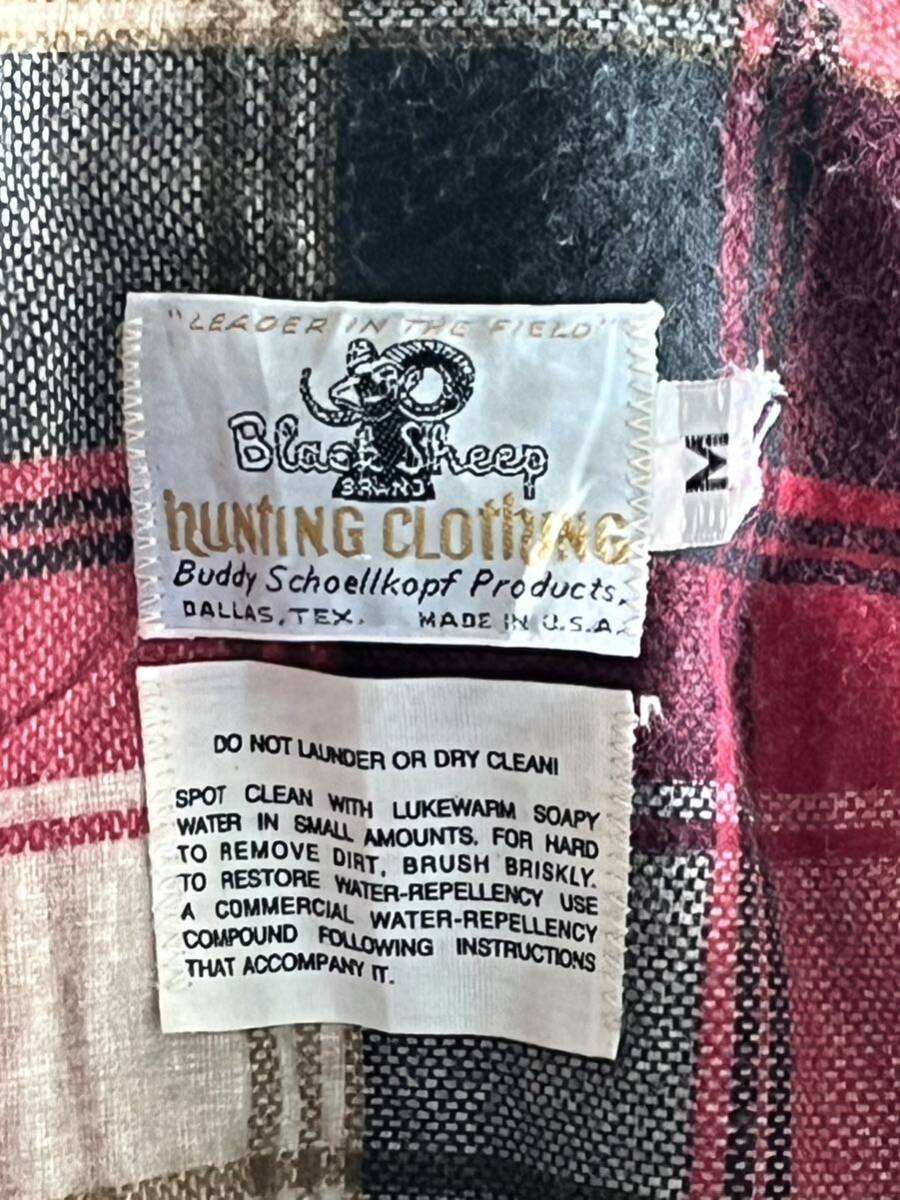 "LEADER IN THE FIELD"
Black Sheep
BRAND
HUNTING CLOTHING
Buddy Schoellkopf Products,
DALLAS, TEX. MADE IN U.S.A.
M
DO NOT LAUNDER OR DRY CLEAN!
SPOT CLEAN WITH LUKEWARM SOAPY
WATER IN SMALL AMOUNTS. FOR HARD
TO REMOVE DIRT, BRUSH BRISKLY.
TO RESTORE WATER-REPELLENCY USE
A COMMERCIAL WATER-REPELLENCY
COMPOUND FOLLOWING INSTRUCTIONS
THAT ACCOMPANY IT.